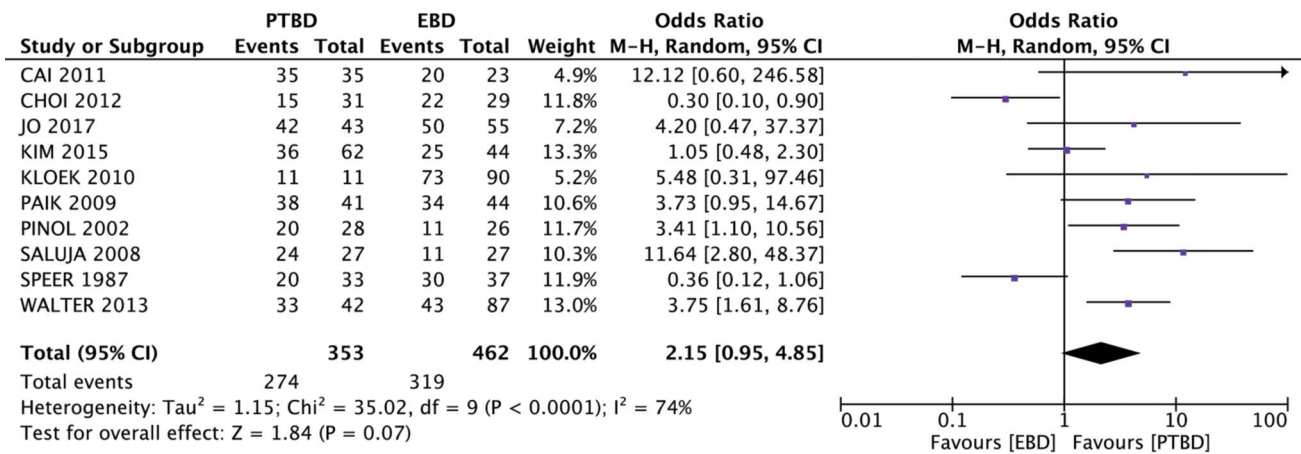 PTBD EBD Odds Ratio Odds Ratio
Study or Subgroup Events Total Events Total Weight M-H, Random, 95% CI M-H, Random, 95% CI
CAI 2011 35 35 20 23 4.9% 12.12 [0.60, 246.58]
CHOI 2012 15 31 22 29 11.8% 0.30 [0.10, 0.90]
JO 2017 42 43 50 55 7.2% 4.20 [0.47, 37.37]
KIM 2015 36 62 25 44 13.3% 1.05 [0.48, 2.30]
KLOEK 2010 11 11 73 90 5.2% 5.48 [0.31, 97.46]
PAIK 2009 38 41 34 44 10.6% 3.73 [0.95, 14.67]
PINOL 2002 20 28 11 26 11.7% 3.41 [1.10, 10.56]
SALUJA 2008 24 27 11 27 10.3% 11.64 [2.80, 48.37]
SPEER 1987 20 33 30 37 11.9% 0.36 [0.12, 1.06]
WALTER 2013 33 42 43 87 13.0% 3.75 [1.61, 8.76]
Total (95% CI) 353 462 100.0% 2.15 [0.95, 4.85]
Total events 274 319
Heterogeneity: Tau² = 1.15; Chi² = 35.02, df = 9 (P < 0.0001); I² = 74%
Test for overall effect: Z = 1.84 (P = 0.07)
0.01 0.1 1 10 100
Favours [EBD] Favours [PTBD]